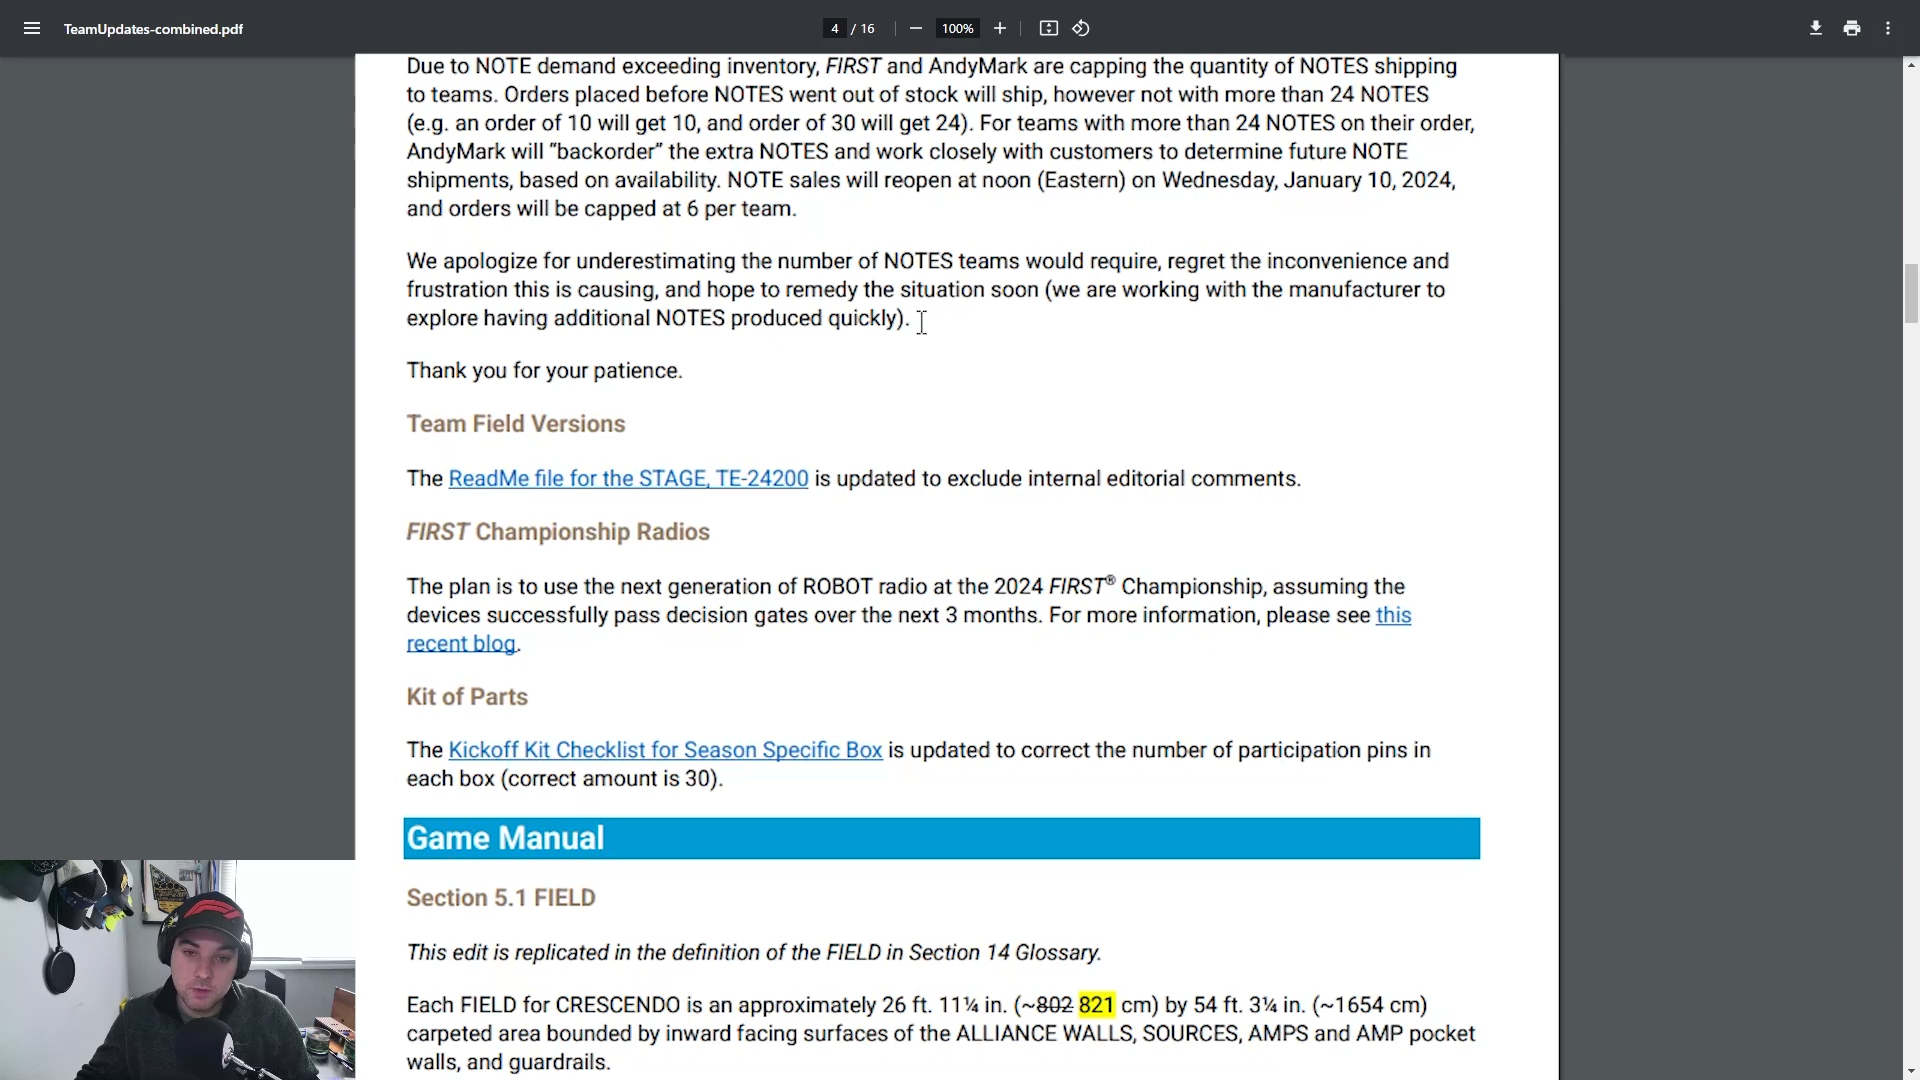 TeamUpdates-combined.pdf
4 / 16
100%
Due to NOTE demand exceeding inventory, FIRST and AndyMark are capping the quantity of NOTES shipping
to teams. Orders placed before NOTES went out of stock will ship, however not with more than 24 NOTES
(e.g. an order of 10 will get 10, and order of 30 will get 24). For teams with more than 24 NOTES on their order,
AndyMark will “backorder” the extra NOTES and work closely with customers to determine future NOTE
shipments, based on availability. NOTE sales will reopen at noon (Eastern) on Wednesday, January 10, 2024,
and orders will be capped at 6 per team.
We apologize for underestimating the number of NOTES teams would require, regret the inconvenience and
frustration this is causing, and hope to remedy the situation soon (we are working with the manufacturer to
explore having additional NOTES produced quickly).
Thank you for your patience.
Team Field Versions
The ReadMe file for the STAGE, TE-24200 is updated to exclude internal editorial comments.
FIRST Championship Radios
The plan is to use the next generation of ROBOT radio at the 2024 FIRST® Championship, assuming the
devices successfully pass decision gates over the next 3 months. For more information, please see this
recent blog.
Kit of Parts
The Kickoff Kit Checklist for Season Specific Box is updated to correct the number of participation pins in
each box (correct amount is 30).
Game Manual
Section 5.1 FIELD
This edit is replicated in the definition of the FIELD in Section 14 Glossary.
Each FIELD for CRESCENDO is an approximately 26 ft. 11¼ in. (~802 821 cm) by 54 ft. 3¼ in. (~1654 cm)
carpeted area bounded by inward facing surfaces of the ALLIANCE WALLS, SOURCES, AMPS and AMP pocket
walls, and guardrails.